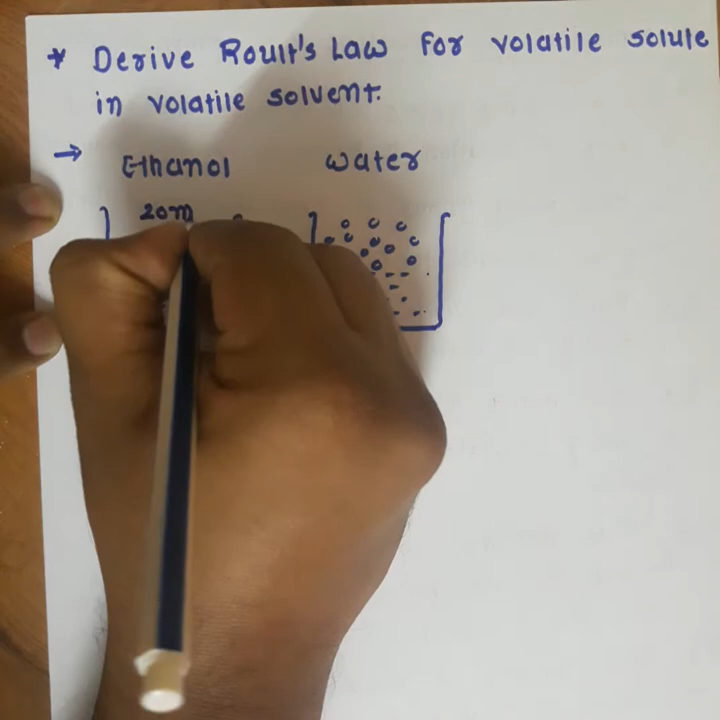 * Derive Roult's Law For volatile solute
in volatile solvent.
→ Ethanol water
20m